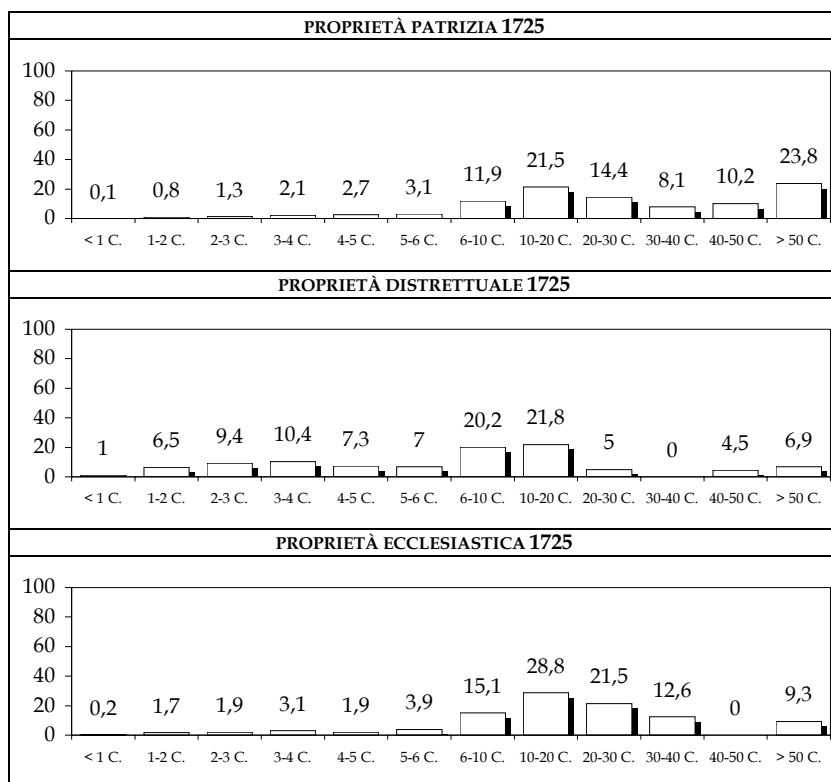 PROPRIETÀ PATRIZIA 1725
100
80
60
40
20
0
0,1 0,8 1,3 2,1 2,7 3,1 11,9 21,5 14,4 8,1 10,2 23,8
< 1 C. 1-2 C. 2-3 C. 3-4 C. 4-5 C. 5-6 C. 6-10 C. 10-20 C. 20-30 C. 30-40 C. 40-50 C. > 50 C.
PROPRIETÀ DISTRETTUALE 1725
100
80
60
40
20
0
1 6,5 9,4 10,4 7,3 7 20,2 21,8 5 0 4,5 6,9
< 1 C. 1-2 C. 2-3 C. 3-4 C. 4-5 C. 5-6 C. 6-10 C. 10-20 C. 20-30 C. 30-40 C. 40-50 C. > 50 C.
PROPRIETÀ ECCLESIASTICA 1725
100
80
60
40
20
0
0,2 1,7 1,9 3,1 1,9 3,9 15,1 28,8 21,5 12,6 0 9,3
< 1 C. 1-2 C. 2-3 C. 3-4 C. 4-5 C. 5-6 C. 6-10 C. 10-20 C. 20-30 C. 30-40 C. 40-50 C. > 50 C.